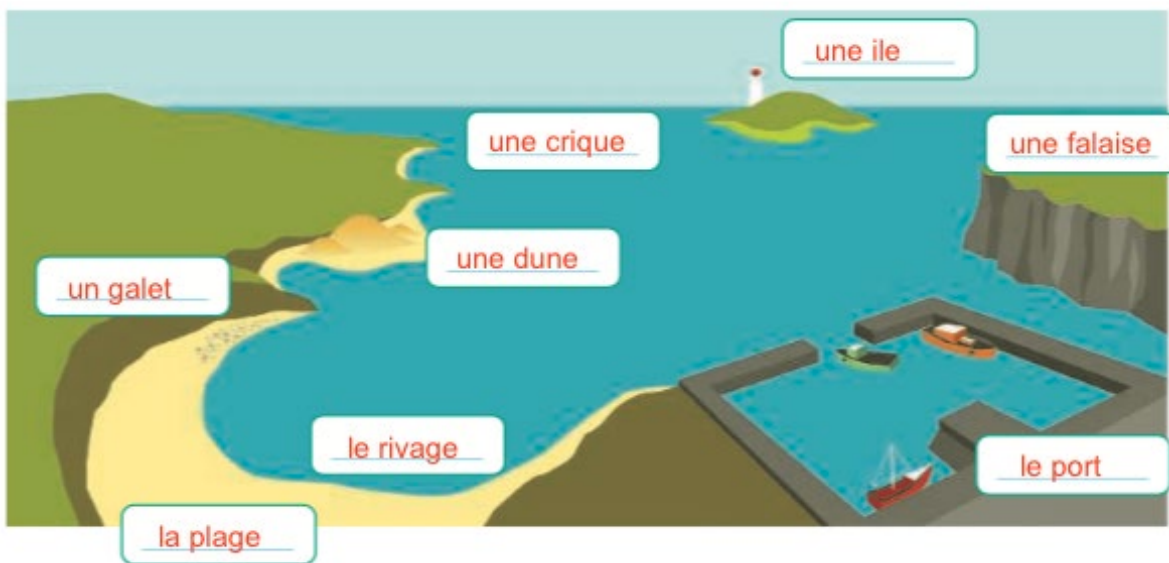 une ile
une crique
une falaise
une dune
un galet
le rivage
le port
la plage